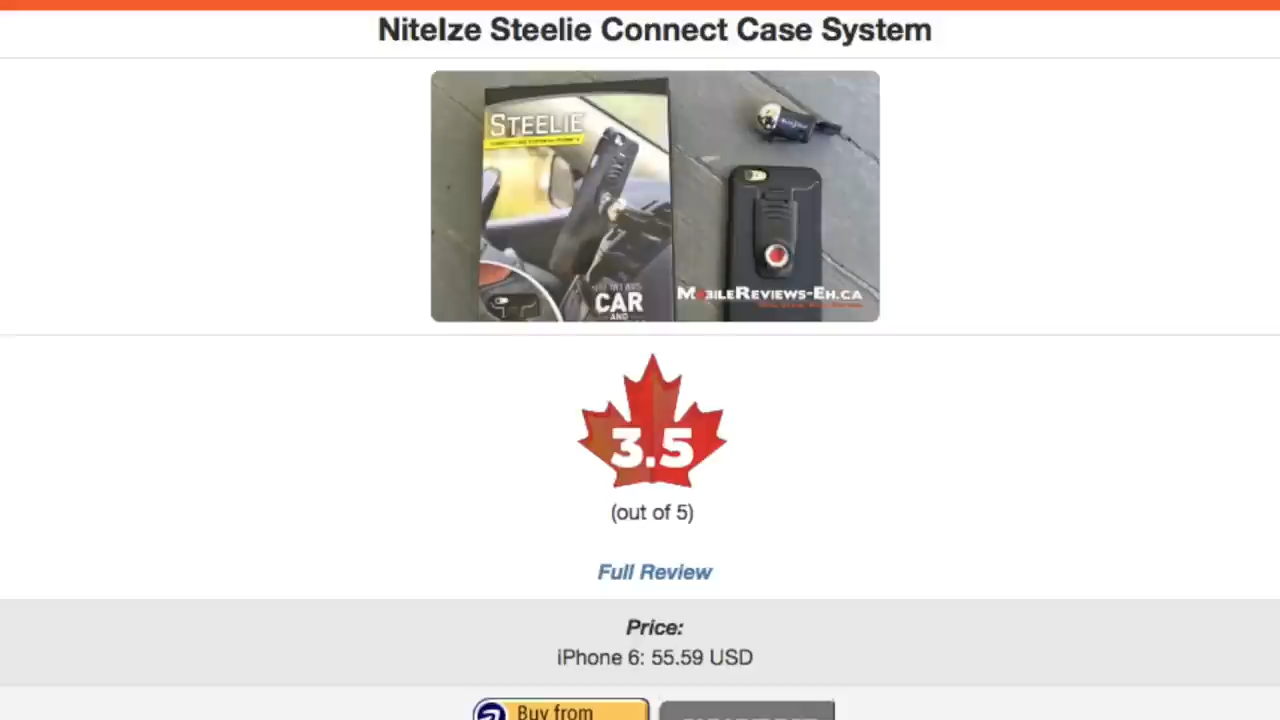 NiteIze Steelie Connect Case System
STEELIE
CAR
AND
MOBILEREVIEWS-EH.CA
3.5
(out of 5)
Full Review
Price:
iPhone 6: 55.59 USD
Buy from